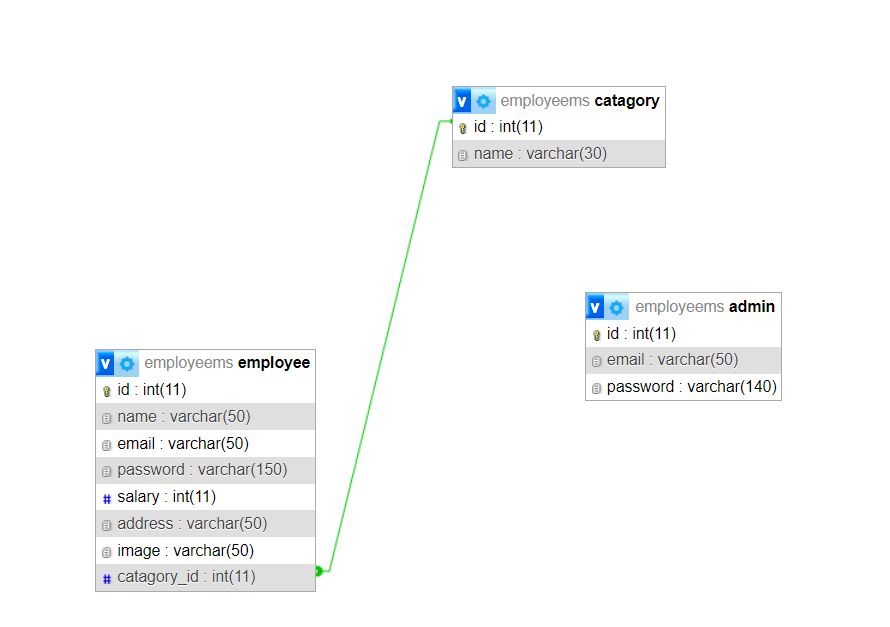 v employeems catagory
id : int(11)
name : varchar(30)
v employeems admin
id : int(11)
email : varchar(50)
password : varchar(140)
v employeems employee
id : int(11)
name : varchar(50)
email : varchar(50)
password : varchar(150)
# salary : int(11)
address : varchar(50)
image : varchar(50)
# catagory_id : int(11)